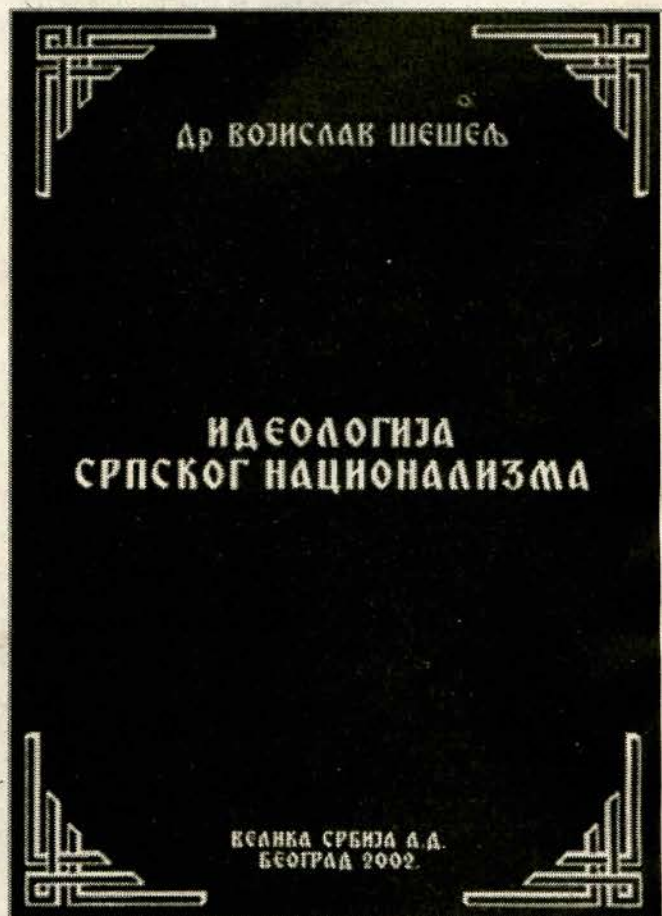 Др ВОЈИСЛАВ ШЕШЕЉ
ИДЕОЛОГИЈА
СРПСКОГ НАЦИОНАЛИЗМА
ВЕЛИКА СРБИЈА А.Д.
БЕОГРАД 2002.